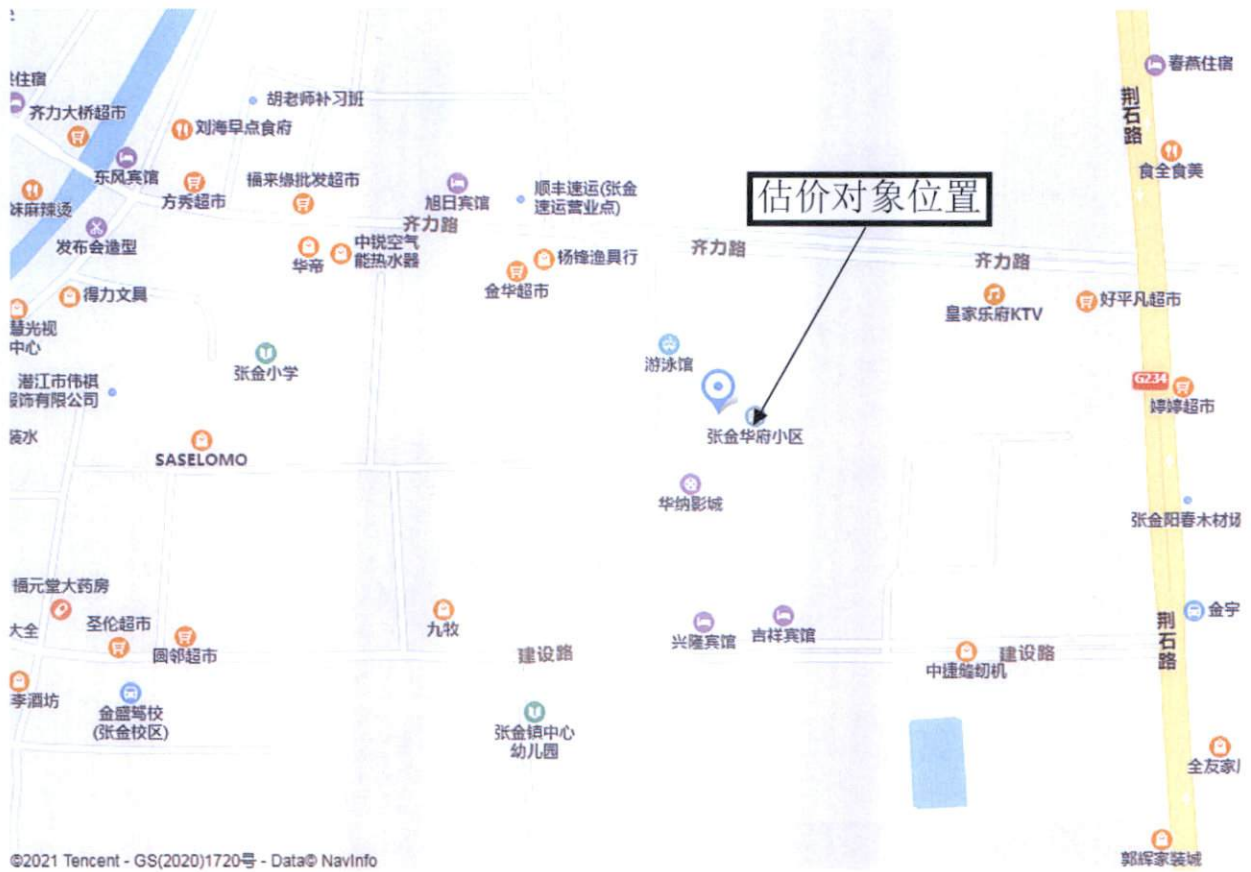 春燕住宿
住宿
胡老师补习班
荆石路
齐力大桥超市
刘海早点食府
食全食美
东风宾馆
福来缘批发超市
方秀超市
旭日宾馆
顺丰速运(张金
速运营业点)
估价对象位置
妹麻辣烫
齐力路
发布会造型
中锐空气
能热水器
华帝
齐力路
杨锋渔具行
齐力路
金华超市
得力文具
好平凡超市
皇家乐府KTV
慧光视
中心
游泳馆
张金小学
潜江市伟祺
服饰有限公司
G234
婷婷超市
装水
张金华府小区
SASELOMO
华纳影城
张金阳春木材场
福元堂大药房
金宇
大全
圣伦超市
九牧
兴隆宾馆
吉祥宾馆
荆石路
圆邻超市
建设路
建设路
中捷缝纫机
李酒坊
金盛驾校
(张金校区)
张金镇中心
幼儿园
全友家
郭辉家装城
©2021 Tencent - GS(2020)1720号 - Data© NavInfo